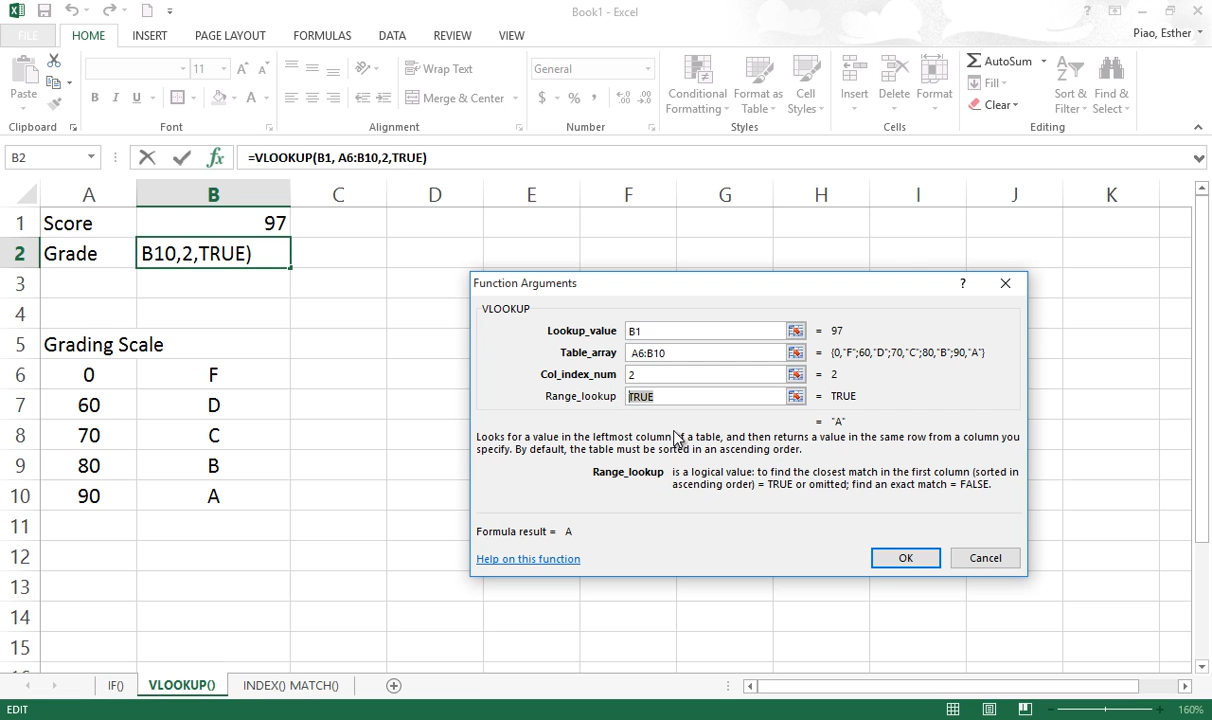 Book1 - Excel
FILE HOME INSERT PAGE LAYOUT FORMULAS DATA REVIEW VIEW Piao, Esther
11 Wrap Text General AutoSum
Paste Merge & Center Conditional Formatting Format as Table Cell Styles Insert Delete Format Fill Sort & Filter Find & Select
Clear
Clipboard Font Alignment Number Styles Cells Editing
B2 =VLOOKUP(B1, A6:B10,2,TRUE)
A B C D E F G H I J K
1 Score 97
2 Grade B10,2,TRUE)
3
4
5 Grading Scale
6 0 F
7 60 D
8 70 C
9 80 B
10 90 A
11
12
13
14
15
Function Arguments
VLOOKUP
Lookup_value B1 = 97
Table_array A6:B10 = {0,"F";60,"D";70,"C";80,"B";90,"A"}
Col_index_num 2 = 2
Range_lookup TRUE = TRUE
= "A"
Looks for a value in the leftmost column of a table, and then returns a value in the same row from a column you
specify. By default, the table must be sorted in an ascending order.
Range_lookup is a logical value: to find the closest match in the first column (sorted in
ascending order) = TRUE or omitted; find an exact match = FALSE.
Formula result = A
Help on this function OK Cancel
IF() VLOOKUP() INDEX() MATCH()
EDIT 160%